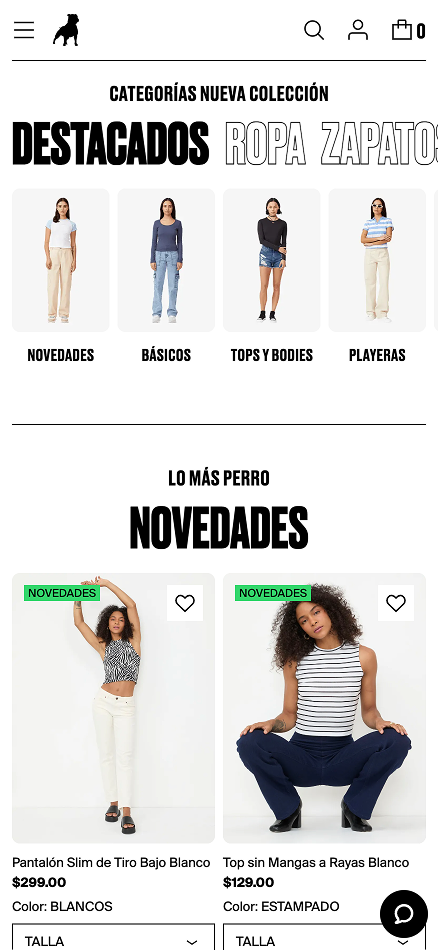 0
CATEGORÍAS NUEVA COLECCIÓN
DESTACADOS ROPA ZAPATOS
NOVEDADES BÁSICOS TOPS Y BODIES PLAYERAS
LO MÁS PERRO
NOVEDADES
NOVEDADES NOVEDADES
Pantalón Slim de Tiro Bajo Blanco Top sin Mangas a Rayas Blanco
$299.00 $129.00
Color: BLANCOS Color: ESTAMPADO
TALLA TALLA